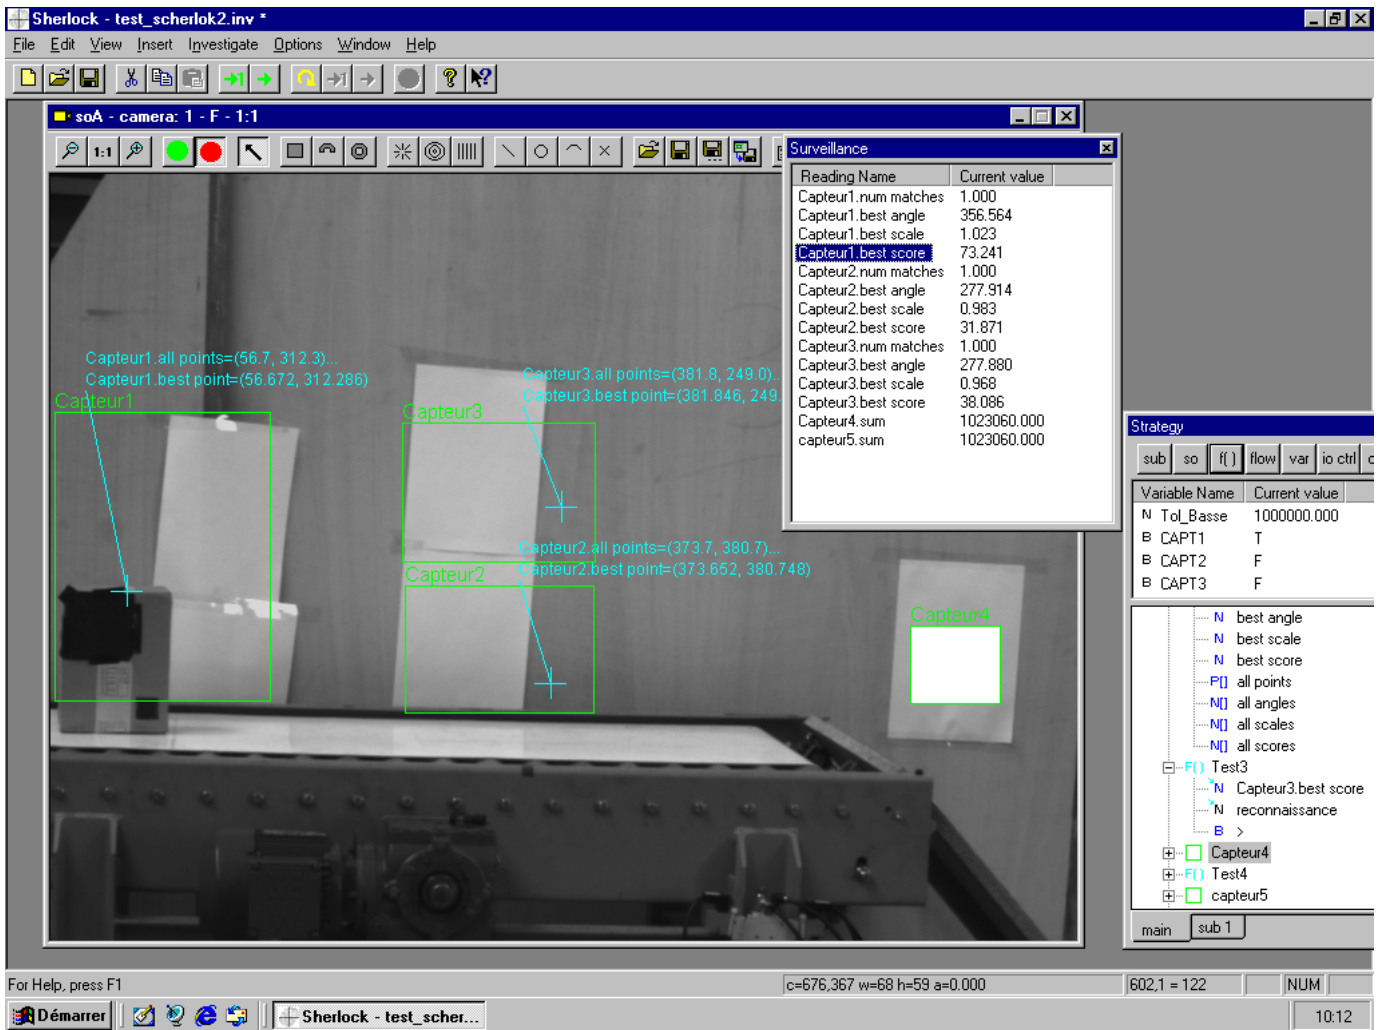 Sherlock - test_scherlok2.inv *
File Edit View Insert Investigate Options Window Help
soA - camera: 1 - F - 1:1
1:1
Surveillance
Reading Name Current value
Capteur1.num matches 1.000
Capteur1.best angle 356.564
Capteur1.best scale 1.023
Capteur1.best score 73.241
Capteur2.num matches 1.000
Capteur2.best angle 277.914
Capteur2.best scale 0.983
Capteur2.best score 31.871
Capteur3.num matches 1.000
Capteur3.best angle 277.880
Capteur3.best scale 0.968
Capteur3.best score 38.086
Capteur4.sum 1023060.000
capteur5.sum 1023060.000
Capteur1.all points=(56.7, 312.3)...
Capteur1.best point=(56.672, 312.286)
Capteur1
Capteur3.all points=(381.8, 249.0)...
Capteur3.best point=(381.846, 249.
Capteur3
Capteur2.all points=(373.7, 380.7)...
Capteur2.best point=(373.652, 380.748)
Capteur2
Capteur4
Strategy
sub so f() flow var io ctrl
Variable Name Current value
N Tol_Basse 1000000.000
B CAPT1 T
B CAPT2 F
B CAPT3 F
N best angle
N best scale
N best score
P[] all points
N[] all angles
N[] all scales
N[] all scores
F() Test3
N Capteur3.best score
N reconnaissance
B >
Capteur4
F() Test4
capteur5
main sub 1
For Help, press F1
c=676,367 w=68 h=59 a=0.000
602,1 = 122
NUM
Démarrer
Sherlock - test_scher...
10:12